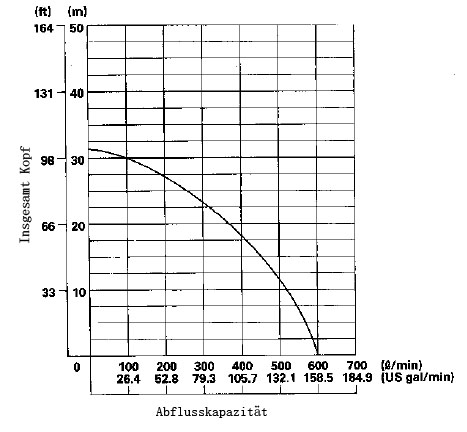 (ft) (m)
164 50
131 40
98 30
66 20
33 10
Insgesamt Kopf
0 100 200 300 400 500 600 700 (ℓ/min)
26.4 52.8 79.3 105.7 132.1 158.5 184.9 (US gal/min)
Abflusskapazität